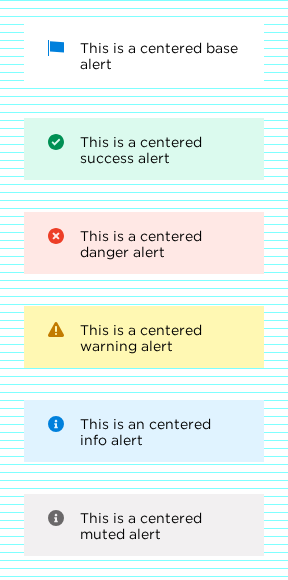 This is a centered base
alert
This is a centered
success alert
This is a centered
danger alert
This is a centered
warning alert
This is an centered
info alert
This is a centered
muted alert